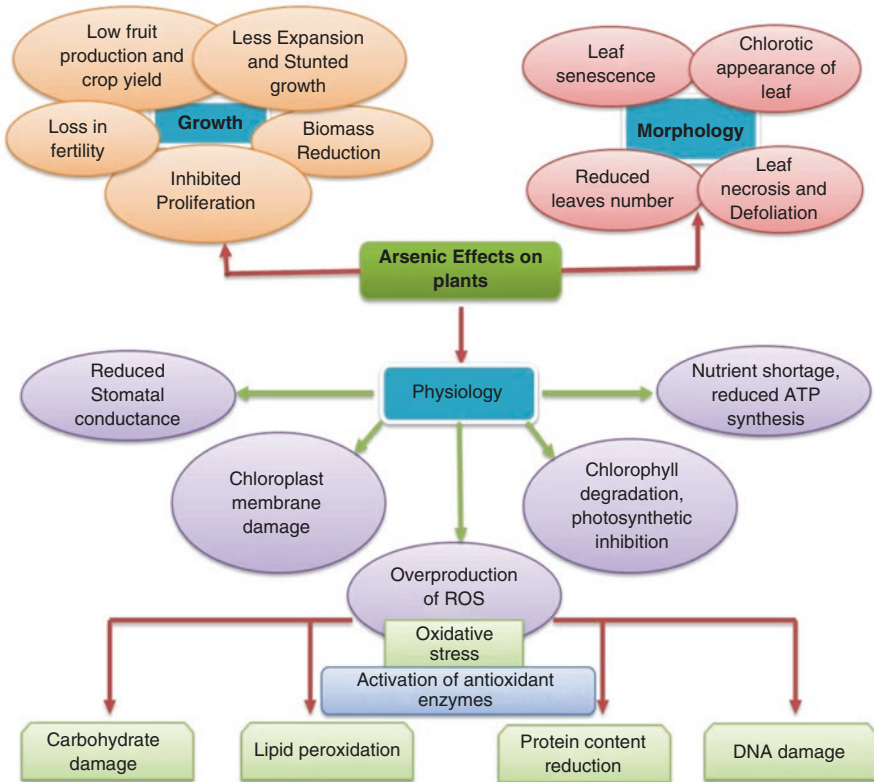 Low fruit
production and
crop yield
Less Expansion
and Stunted
growth
Growth
Loss in
fertility
Biomass
Reduction
Inhibited
Proliferation
Leaf
senescence
Chlorotic
appearance of
leaf
Morphology
Reduced
leaves number
Leaf
necrosis and
Defoliation
Arsenic Effects on
plants
Physiology
Reduced
Stomatal
conductance
Nutrient shortage,
reduced ATP
synthesis
Chloroplast
membrane
damage
Chlorophyll
degradation,
photosynthetic
inhibition
Overproduction
of ROS
Oxidative
stress
Activation of antioxidant
enzymes
Carbohydrate
damage
Lipid peroxidation
Protein content
reduction
DNA damage